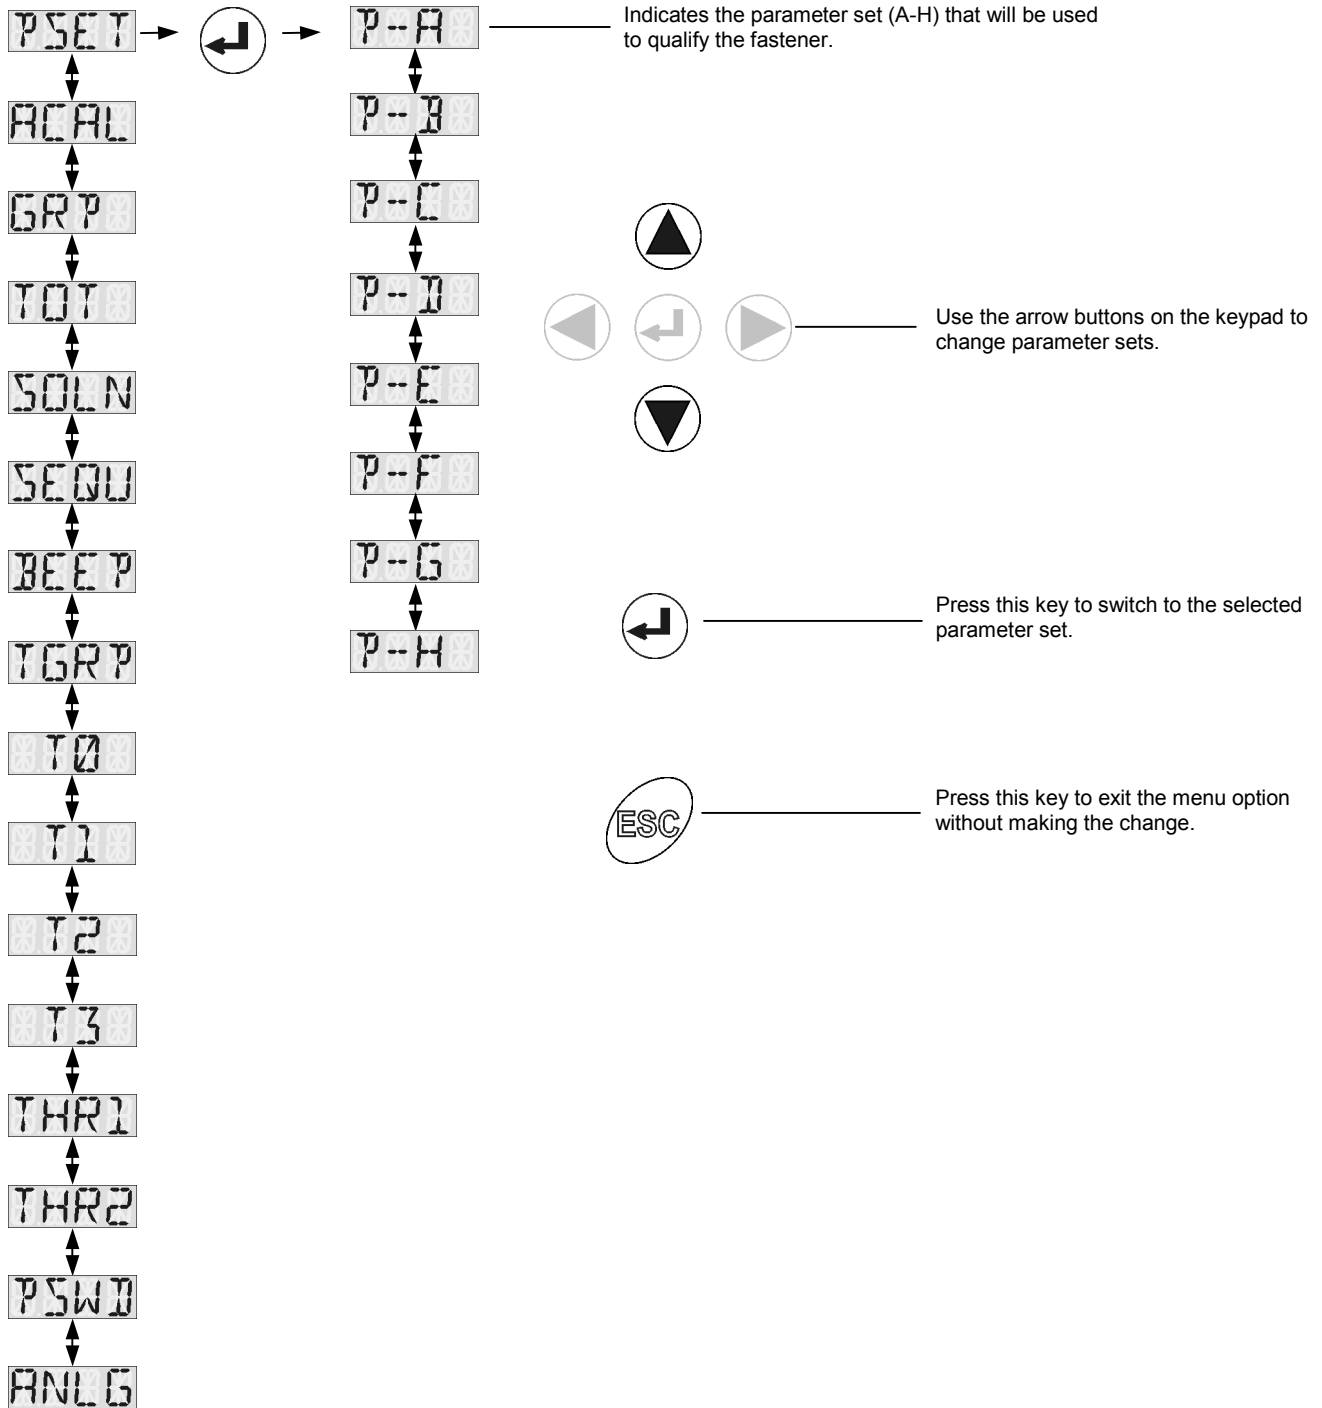 PSET
ACAL
GRP
TOT
SOLN
SEQU
BEEP
TGRP
T0
T1
T2
T3
THR1
THR2
PSWD
ANLG
P-A
P-B
P-C
P-D
P-E
P-F
P-G
P-H
Indicates the parameter set (A-H) that will be used
to qualify the fastener.
Use the arrow buttons on the keypad to
change parameter sets.
Press this key to switch to the selected
parameter set.
ESC
Press this key to exit the menu option
without making the change.